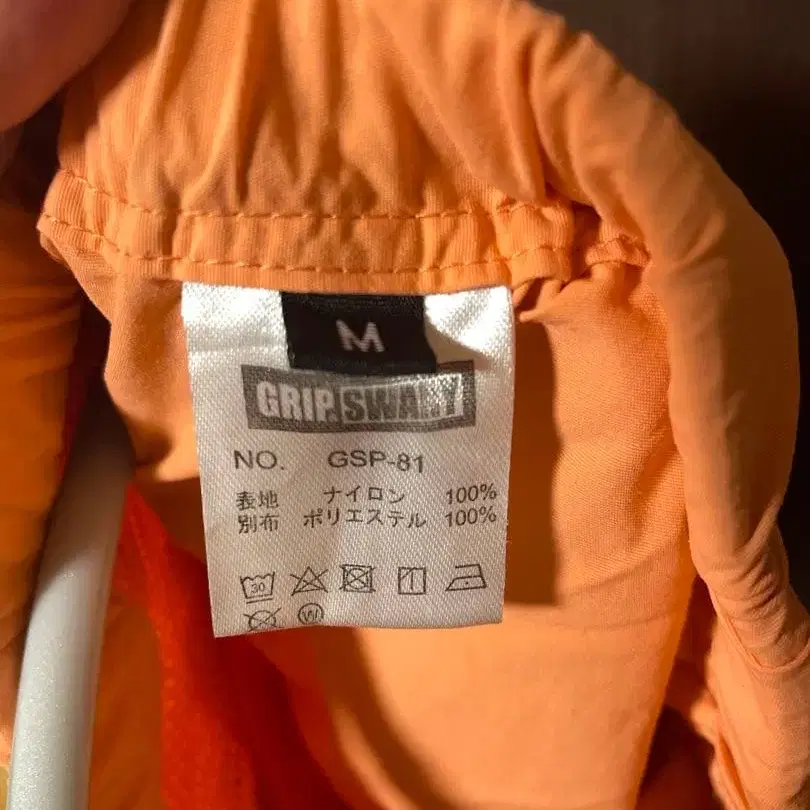 M
GRIP SWANY
NO. GSP-81
表地 ナイロン 100%
別布 ポリエステル 100%
30
W